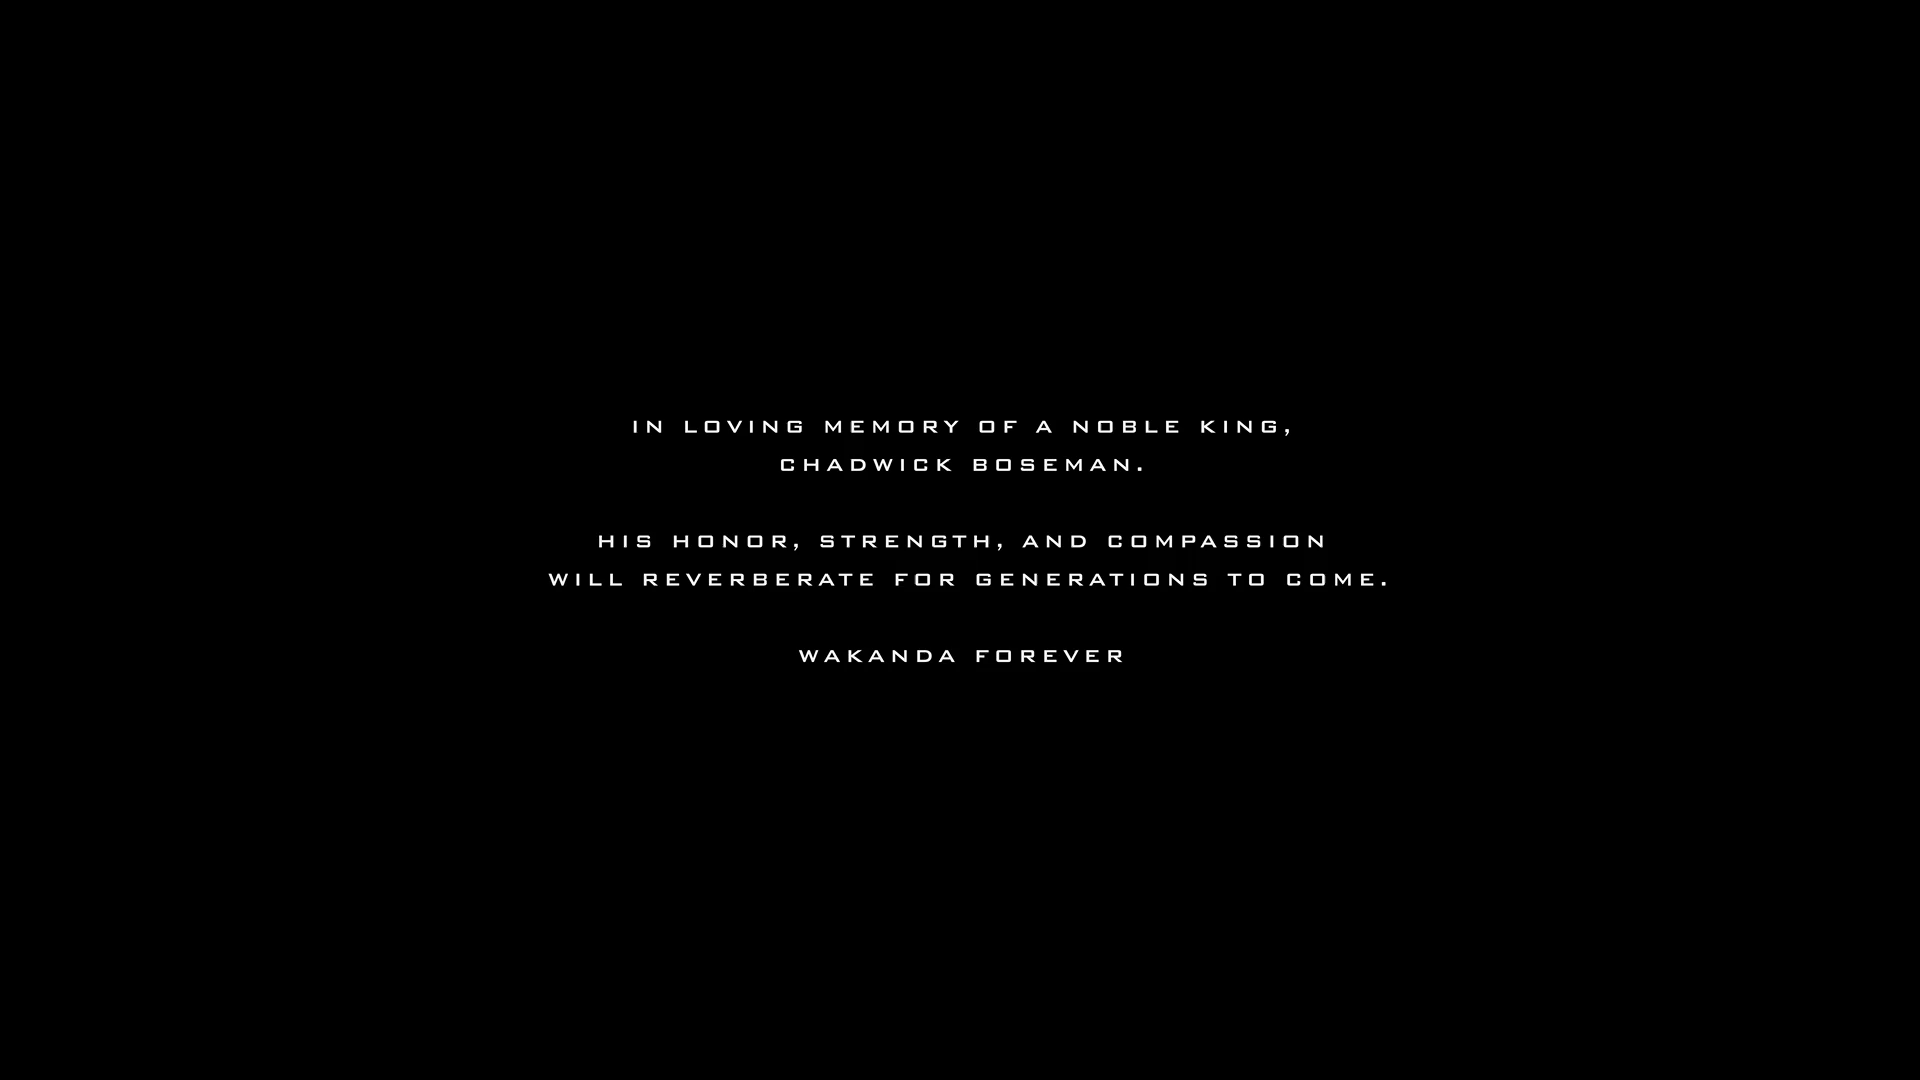 IN LOVING MEMORY OF A NOBLE KING,
CHADWICK BOSEMAN.
HIS HONOR, STRENGTH, AND COMPASSION
WILL REVERBERATE FOR GENERATIONS TO COME.
WAKANDA FOREVER